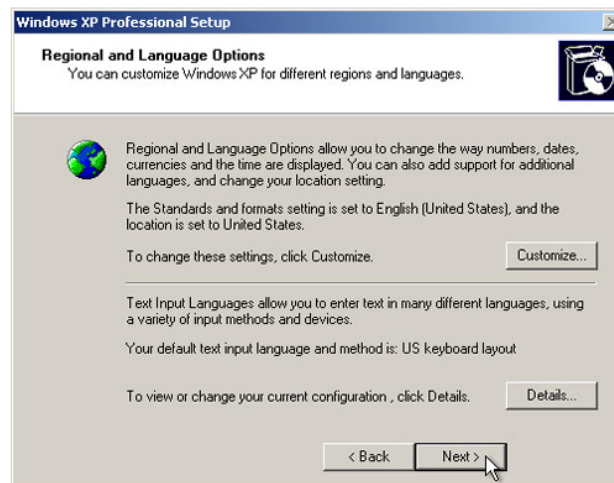 Windows XP Professional Setup
Regional and Language Options
You can customize Windows XP for different regions and languages.
Regional and Language Options allow you to change the way numbers, dates,
currencies and the time are displayed. You can also add support for additional
languages, and change your location setting.
The Standards and formats setting is set to English (United States), and the
location is set to United States.
To change these settings, click Customize.
Customize...
Text Input Languages allow you to enter text in many different languages, using
a variety of input methods and devices.
Your default text input language and method is: US keyboard layout
To view or change your current configuration , click Details.
Details...
< Back
Next >